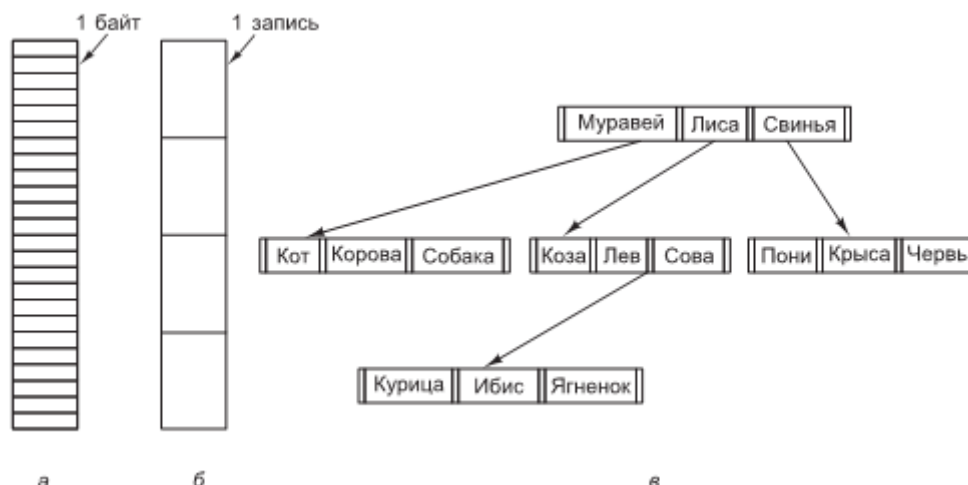 1 байт
1 запись
Муравей Лиса Свинья
Кот Корова Собака
Коза Лев Сова
Пони Крыса Червь
Курица Ибис Ягненок
а
б
в